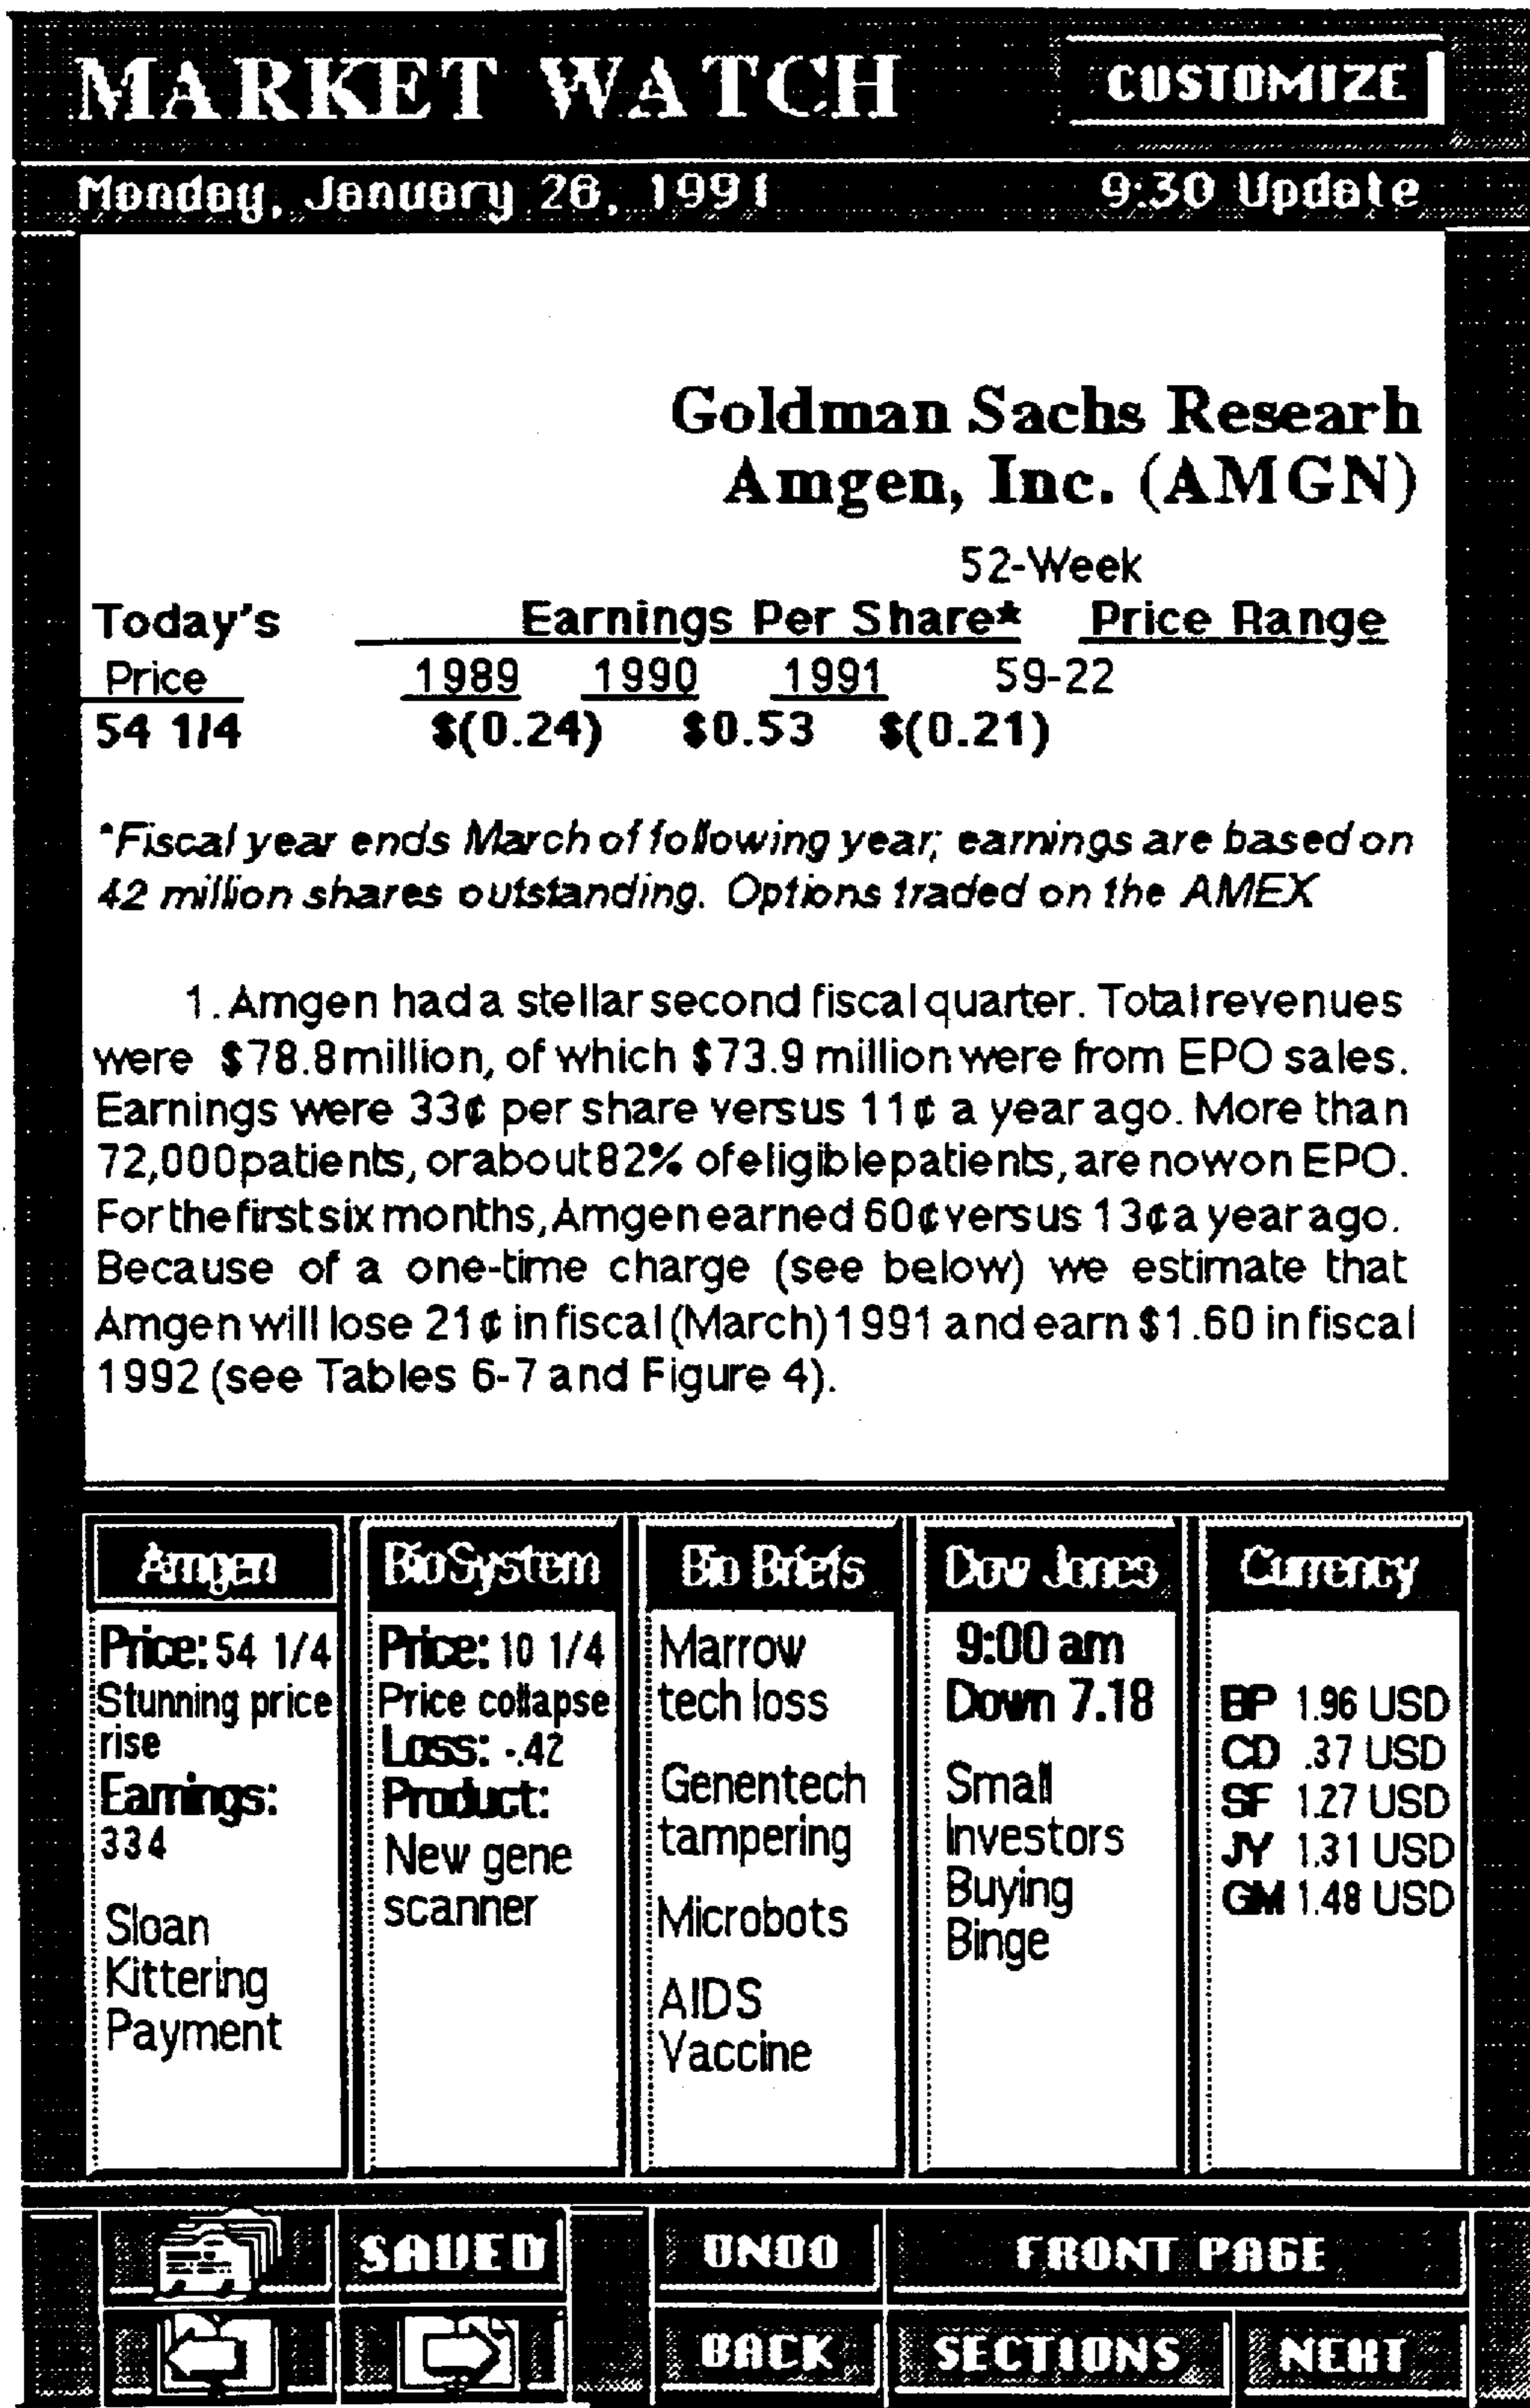 MARKET WATCH
CUSTOMIZE
Monday, January 28, 1991
9:30 Update
Goldman Sachs Researh
Amgen, Inc. (AMGN)
52-Week
Today's Earnings Per Share* Price Range
Price 1989 1990 1991 59-22
54 1/4 $(0.24) $0.53 $(0.21)
*Fiscal year ends March of following year; earnings are based on
42 million shares outstanding. Options traded on the AMEX
1. Amgen had a stellar second fiscal quarter. Total revenues
were $78.8 million, of which $73.9 million were from EPO sales.
Earnings were 33¢ per share versus 11¢ a year ago. More than
72,000 patients, or about 82% of eligible patients, are now on EPO.
For the first six months, Amgen earned 60¢ versus 13¢ a year ago.
Because of a one-time charge (see below) we estimate that
Amgen will lose 21¢ in fiscal (March) 1991 and earn $1.60 in fiscal
1992 (see Tables 6-7 and Figure 4).
Amgen
Price: 54 1/4
Stunning price
rise
Earnings:
334
Sloan
Kittering
Payment
BioSystem
Price: 10 1/4
Price collapse
Loss: -.42
Product:
New gene
scanner
Bio Briefs
Marrow
tech loss
Genentech
tampering
Microbots
AIDS
Vaccine
Dow Jones
9:00 am
Down 7.18
Small
Investors
Buying
Binge
Currency
BP 1.96 USD
CD .37 USD
SF 1.27 USD
JY 1.31 USD
GM 1.48 USD
SAVED
UNDO
FRONT PAGE
BACK
SECTIONS
NEXT